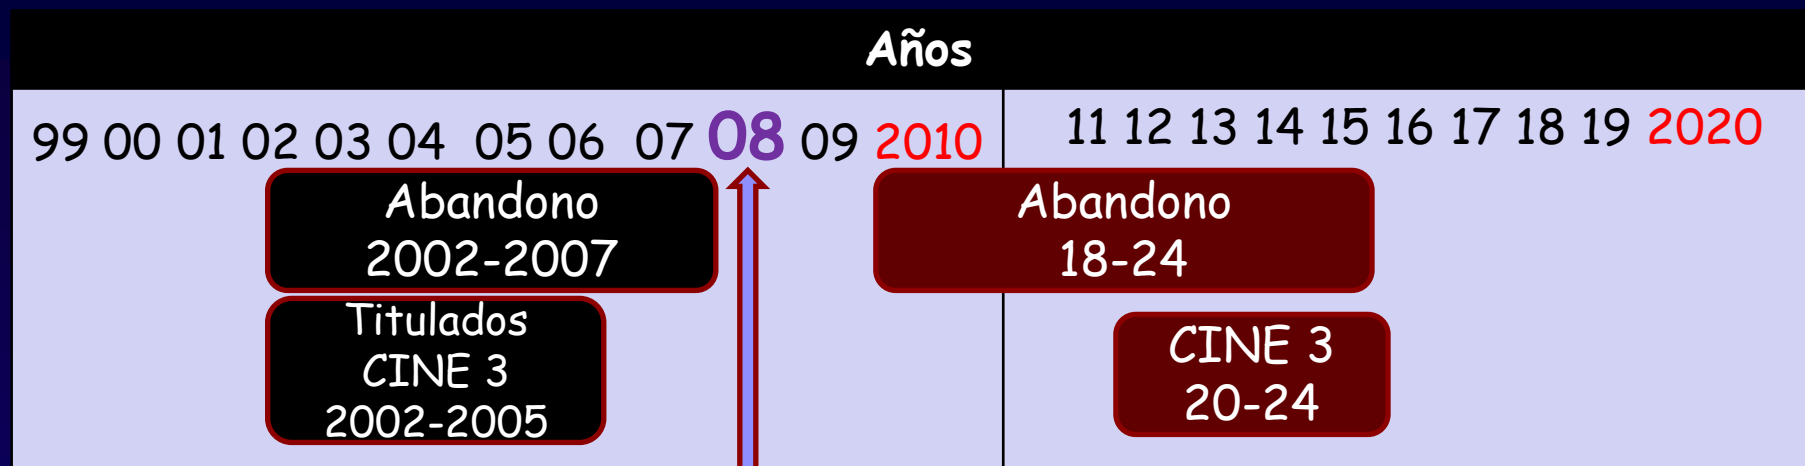 Años
99 00 01 02 03 04 05 06 07 08 09 2010
11 12 13 14 15 16 17 18 19 2020
Abandono
2002-2007
Abandono
18-24
Titulados
CINE 3
2002-2005
CINE 3
20-24